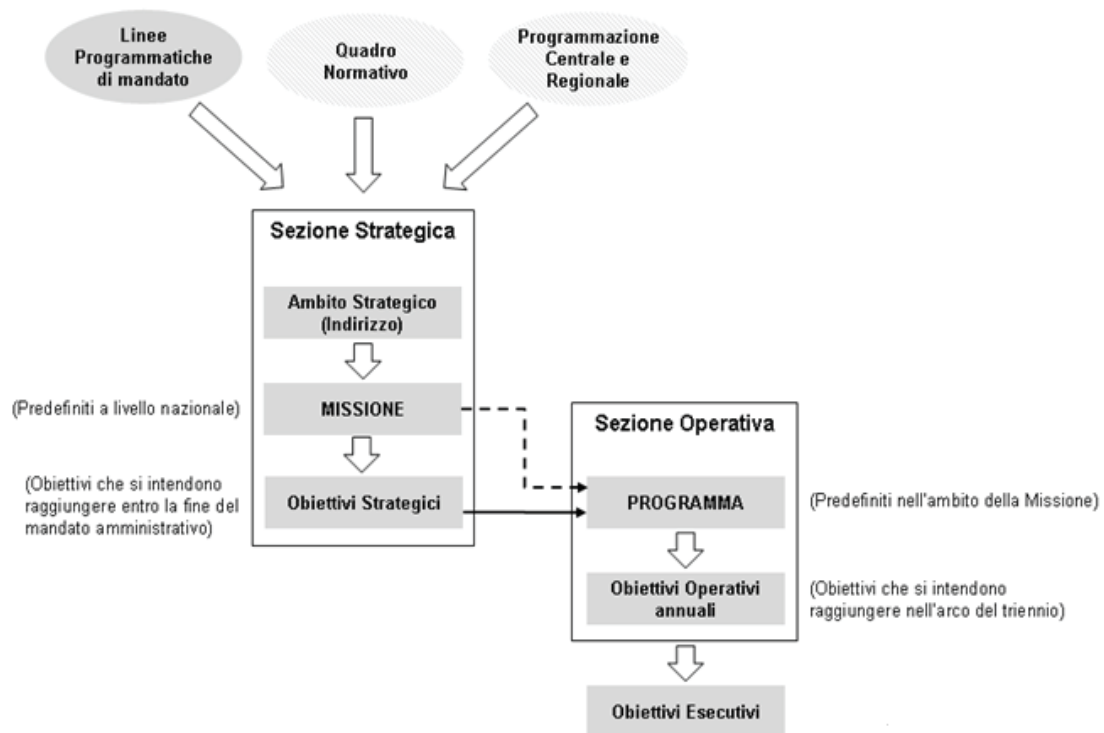 Linee
Programmatiche
di mandato
Quadro
Normativo
Programmazione
Centrale e
Regionale
Sezione Strategica
Ambito Strategico
(Indirizzo)
(Predefiniti a livello nazionale)
MISSIONE
Sezione Operativa
(Obiettivi che si intendono
raggiungere entro la fine del
mandato amministrativo)
Obiettivi Strategici
PROGRAMMA
(Predefiniti nell'ambito della Missione)
Obiettivi Operativi
annuali
(Obiettivi che si intendono
raggiungere nell'arco del triennio)
Obiettivi Esecutivi